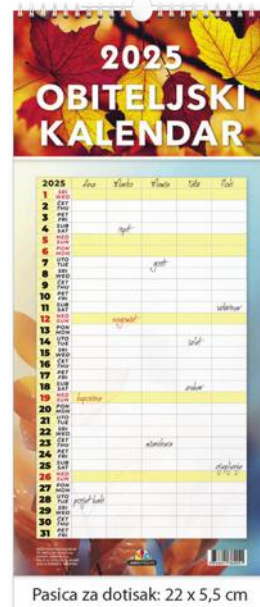 2025
OBITELJSKI
KALENDAR
2025 Ana Marko Mama Tata
1 SRI WED
2 ČET THU
3 PET FRI
4 SUB SAT
5 NED SUN
6 PON MON
7 UTO TUE
8 SRI WED
9 ČET THU
10 PET FRI
11 SUB SAT
12 NED SUN
13 PON MON
14 UTO TUE izlet
15 SRI WED
16 ČET THU
17 PET FRI
18 SUB SAT zubar
19 NED SUN
20 PON MON
21 UTO TUE
22 SRI WED
23 ČET THU
24 PET FRI
25 SUB SAT
26 NED SUN
27 PON MON
28 UTO TUE posjet baki
29 SRI WED
30 ČET THU
31 PET FRI
Pasica za dotisak: 22 x 5,5 cm